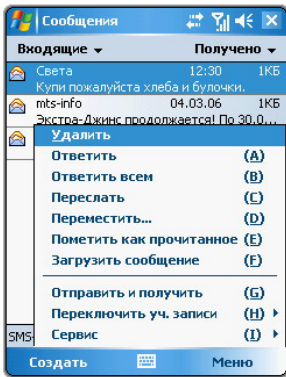 Сообщения
Входящие Получено
Света 12:30 1КБ
Купи пожалуйста хлеба и булочки.
mts-info 04.03.06 1КБ
Экстра-Джинс продолжается! По 30.0...
Удалить
Ответить (A)
Ответить всем (B)
Переслать (C)
Переместить... (D)
Пометить как прочитанное (E)
Загрузить сообщение (F)
Отправить и получить (G)
Переключить уч. записи (H)
SMS- Сервис (I)
Создать Меню